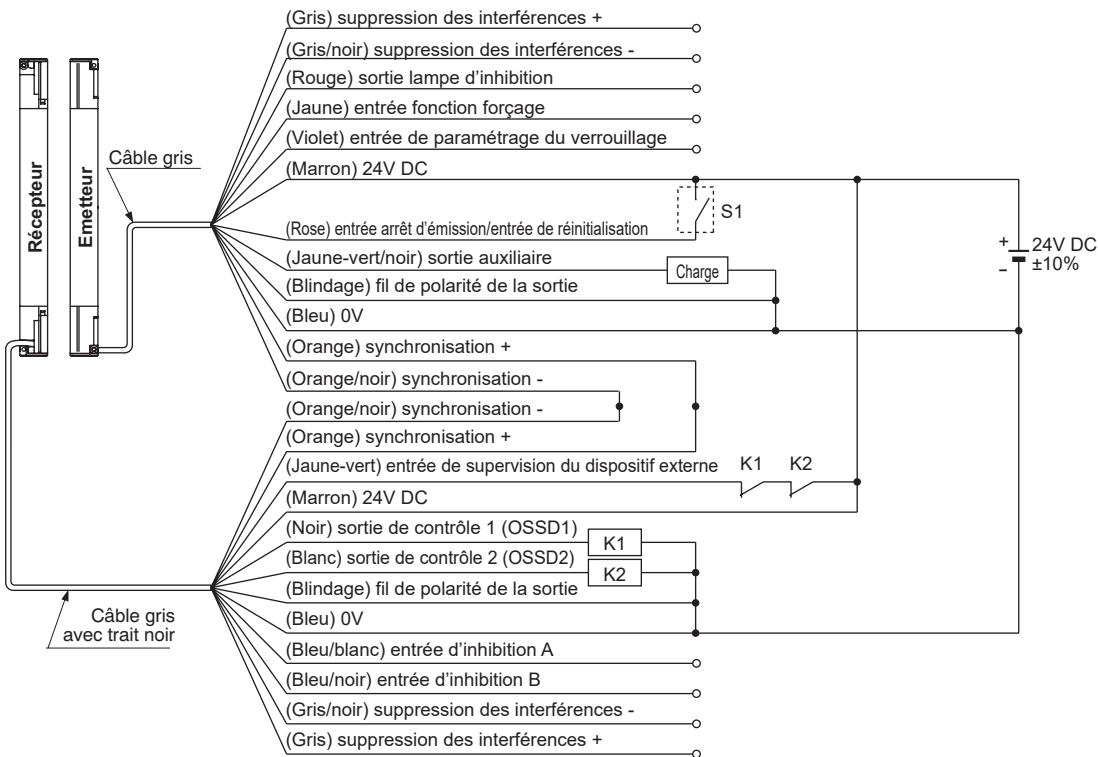 (Gris) suppression des interférences +
(Gris/noir) suppression des interférences -
(Rouge) sortie lampe d'inhibition
(Jaune) entrée fonction forçage
(Violet) entrée de paramétrage du verrouillage
(Marron) 24V DC
Câble gris
Récepteur
Emetteur
S1
(Rose) entrée arrêt d'émission/entrée de réinitialisation
+
24V DC
-
±10%
(Jaune-vert/noir) sortie auxiliaire
Charge
(Blindage) fil de polarité de la sortie
(Bleu) 0V
(Orange) synchronisation +
(Orange/noir) synchronisation -
(Orange/noir) synchronisation -
(Orange) synchronisation +
(Jaune-vert) entrée de supervision du dispositif externe
K1
K2
(Marron) 24V DC
(Noir) sortie de contrôle 1 (OSSD1)
K1
(Blanc) sortie de contrôle 2 (OSSD2)
K2
(Blindage) fil de polarité de la sortie
(Bleu) 0V
Câble gris
avec trait noir
(Bleu/blanc) entrée d'inhibition A
(Bleu/noir) entrée d'inhibition B
(Gris/noir) suppression des interférences -
(Gris) suppression des interférences +